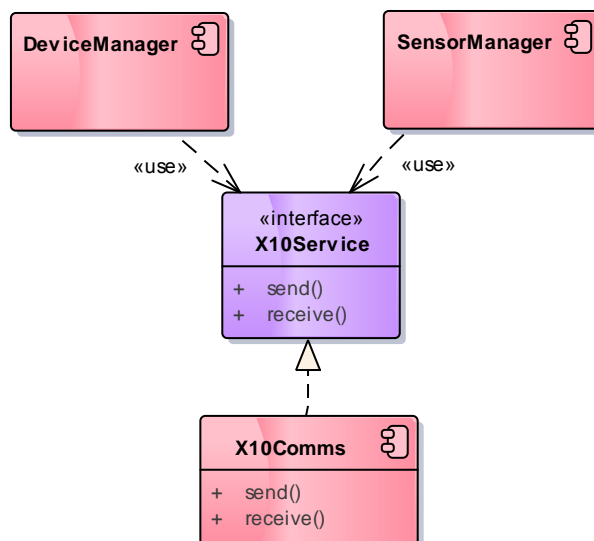 DeviceManager
SensorManager
«use»
«use»
«interface»
X10Service
+ send()
+ receive()
X10Comms
+ send()
+ receive()